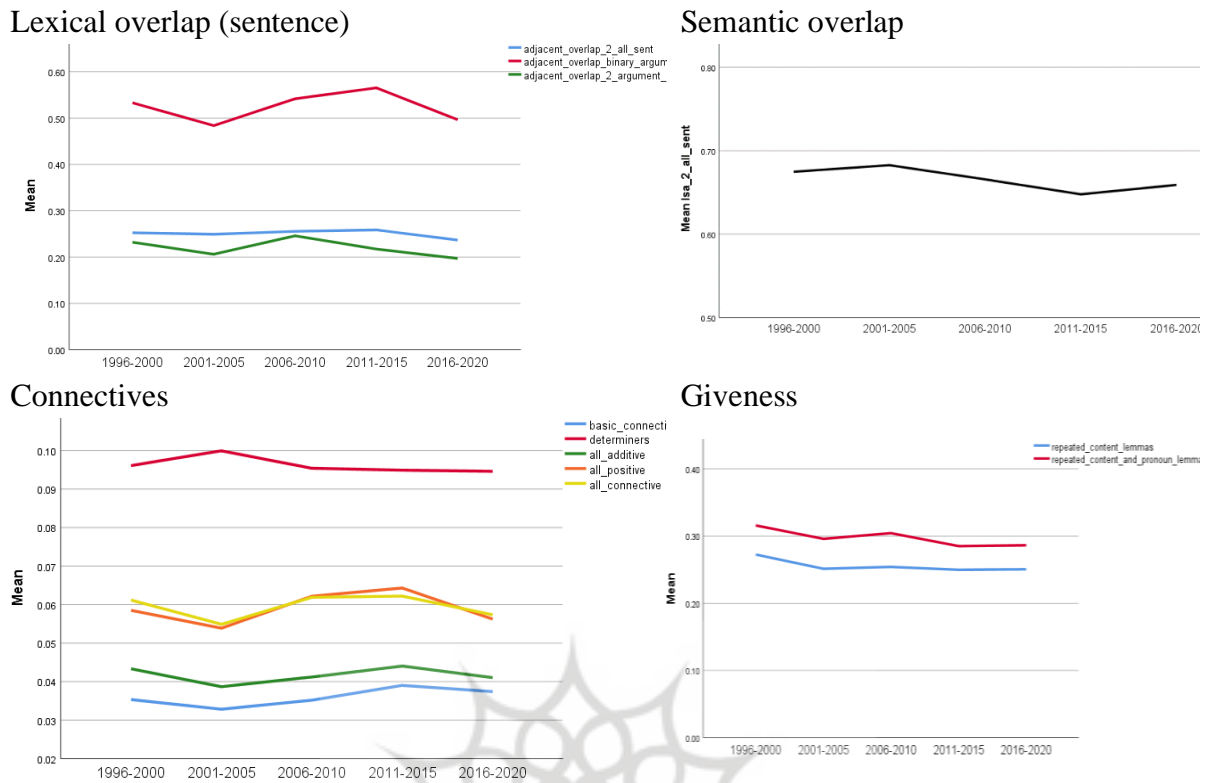 Lexical overlap (sentence)
adjacent_overlap_2_all_sent
adjacent_overlap_binary_argum
adjacent_overlap_2_argument_
Mean
0.60
0.50
0.40
0.30
0.20
0.10
0.00
1996-2000 2001-2005 2006-2010 2011-2015 2016-2020
Semantic overlap
Mean lsa_2_all_sent
0.80
0.70
0.60
0.50
1996-2000 2001-2005 2006-2010 2011-2015 2016-2020
Connectives
basic_connecti
determiners
all_additive
all_positive
all_connective
Mean
0.10
0.09
0.08
0.07
0.06
0.05
0.04
0.03
0.02
1996-2000 2001-2005 2006-2010 2011-2015 2016-2020
Giveness
repeated_content_lemmas
repeated_content_and_pronoun_lemma
Mean
0.40
0.30
0.20
0.10
0.00
1996-2000 2001-2005 2006-2010 2011-2015 2016-2020